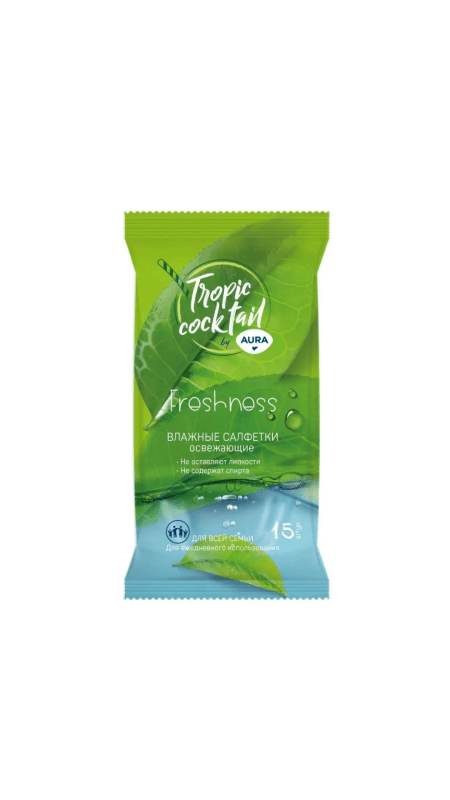 Tropic
cocktail
by AURA
Freshness
ВЛАЖНЫЕ САЛФЕТКИ
освежающие
· Не оставляют липкости
· Не содержат спирта
ДЛЯ ВСЕЙ СЕМЬИ
Для ежедневного использования
15
штук